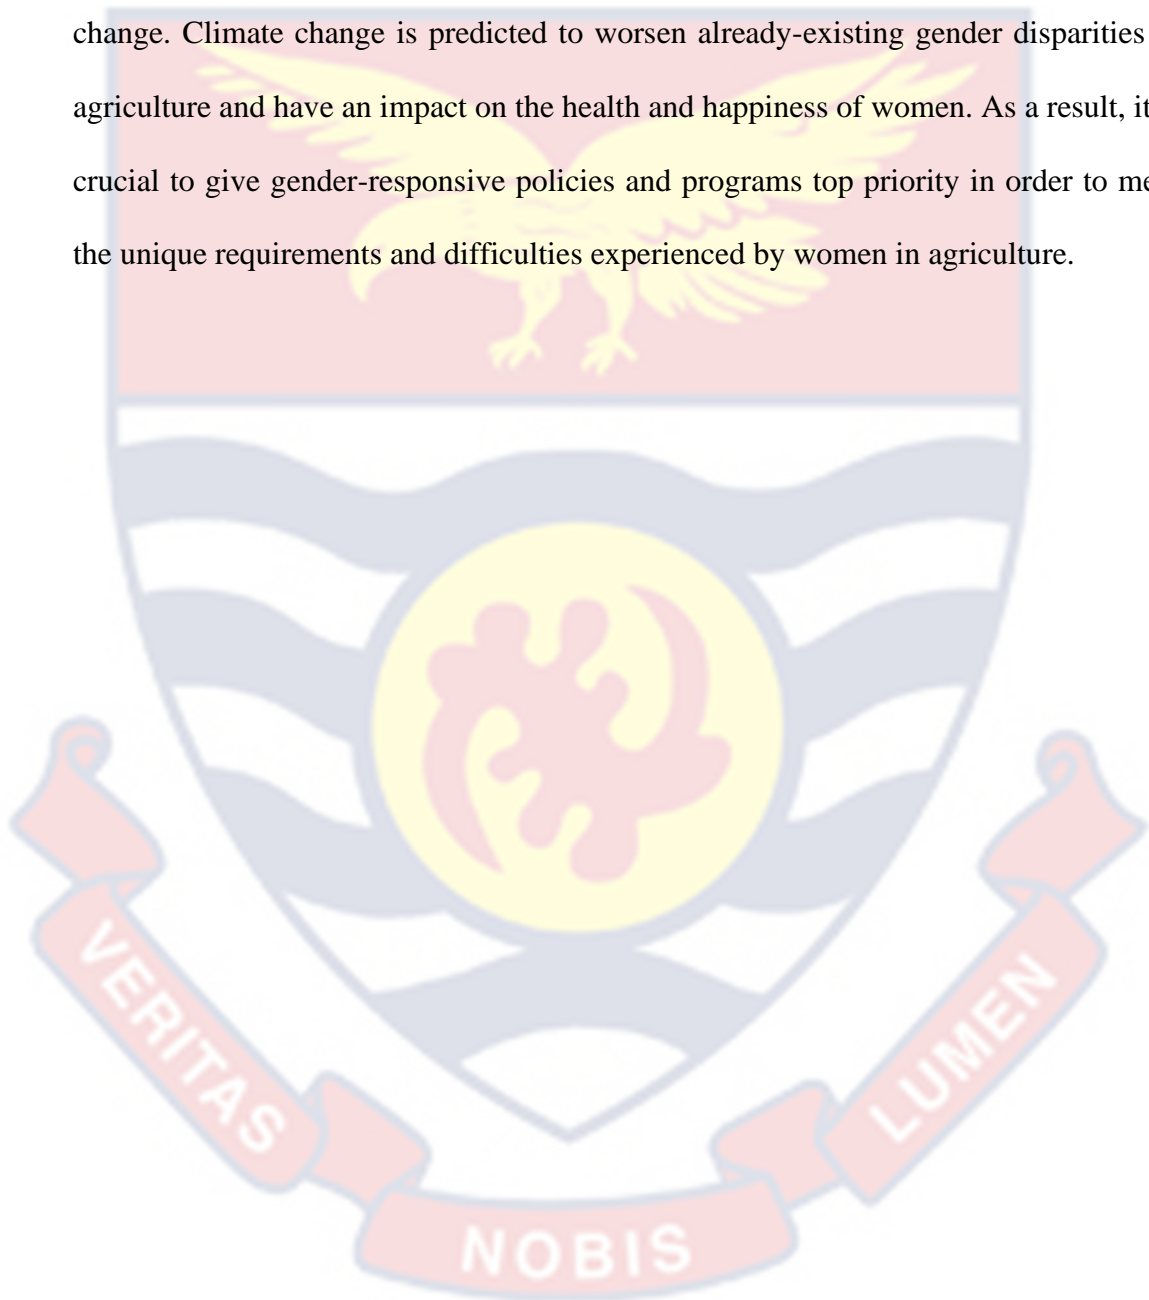 change. Climate change is predicted to worsen already-existing gender disparities
agriculture and have an impact on the health and happiness of women. As a result, it
crucial to give gender-responsive policies and programs top priority in order to me
the unique requirements and difficulties experienced by women in agriculture.
VERITAS
NOBIS
LUMEN